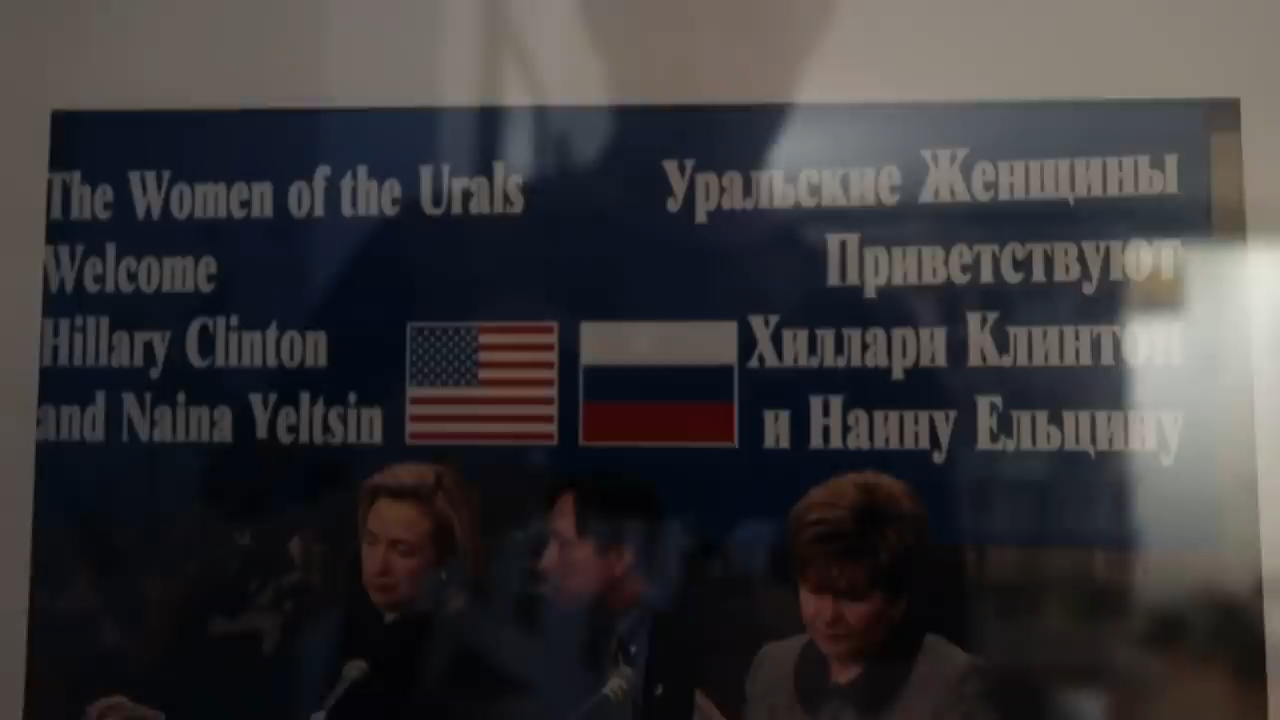 The Women of the Urals
Welcome
Hillary Clinton
and Naina Yeltsin
Уральские Женщины
Приветствуют
Хиллари Клинтон
и Наину Ельцину